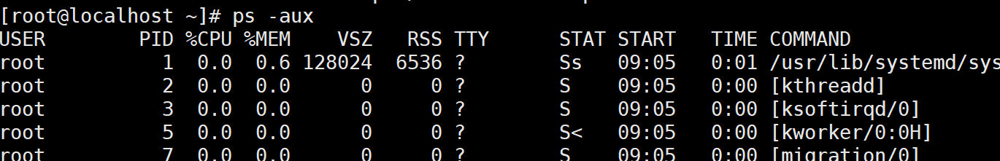 [root@localhost ~]# ps -aux
USER        PID %CPU %MEM    VSZ   RSS TTY      STAT START   TIME COMMAND
root          1  0.0  0.6 128024  6536 ?        Ss   09:05   0:01 /usr/lib/systemd/sys
root          2  0.0  0.0      0     0 ?        S    09:05   0:00 [kthreadd]
root          3  0.0  0.0      0     0 ?        S    09:05   0:00 [ksoftirqd/0]
root          5  0.0  0.0      0     0 ?        S<   09:05   0:00 [kworker/0:0H]
root          7  0.0  0.0      0     0 ?        S    09:05   0:00 [migration/0]